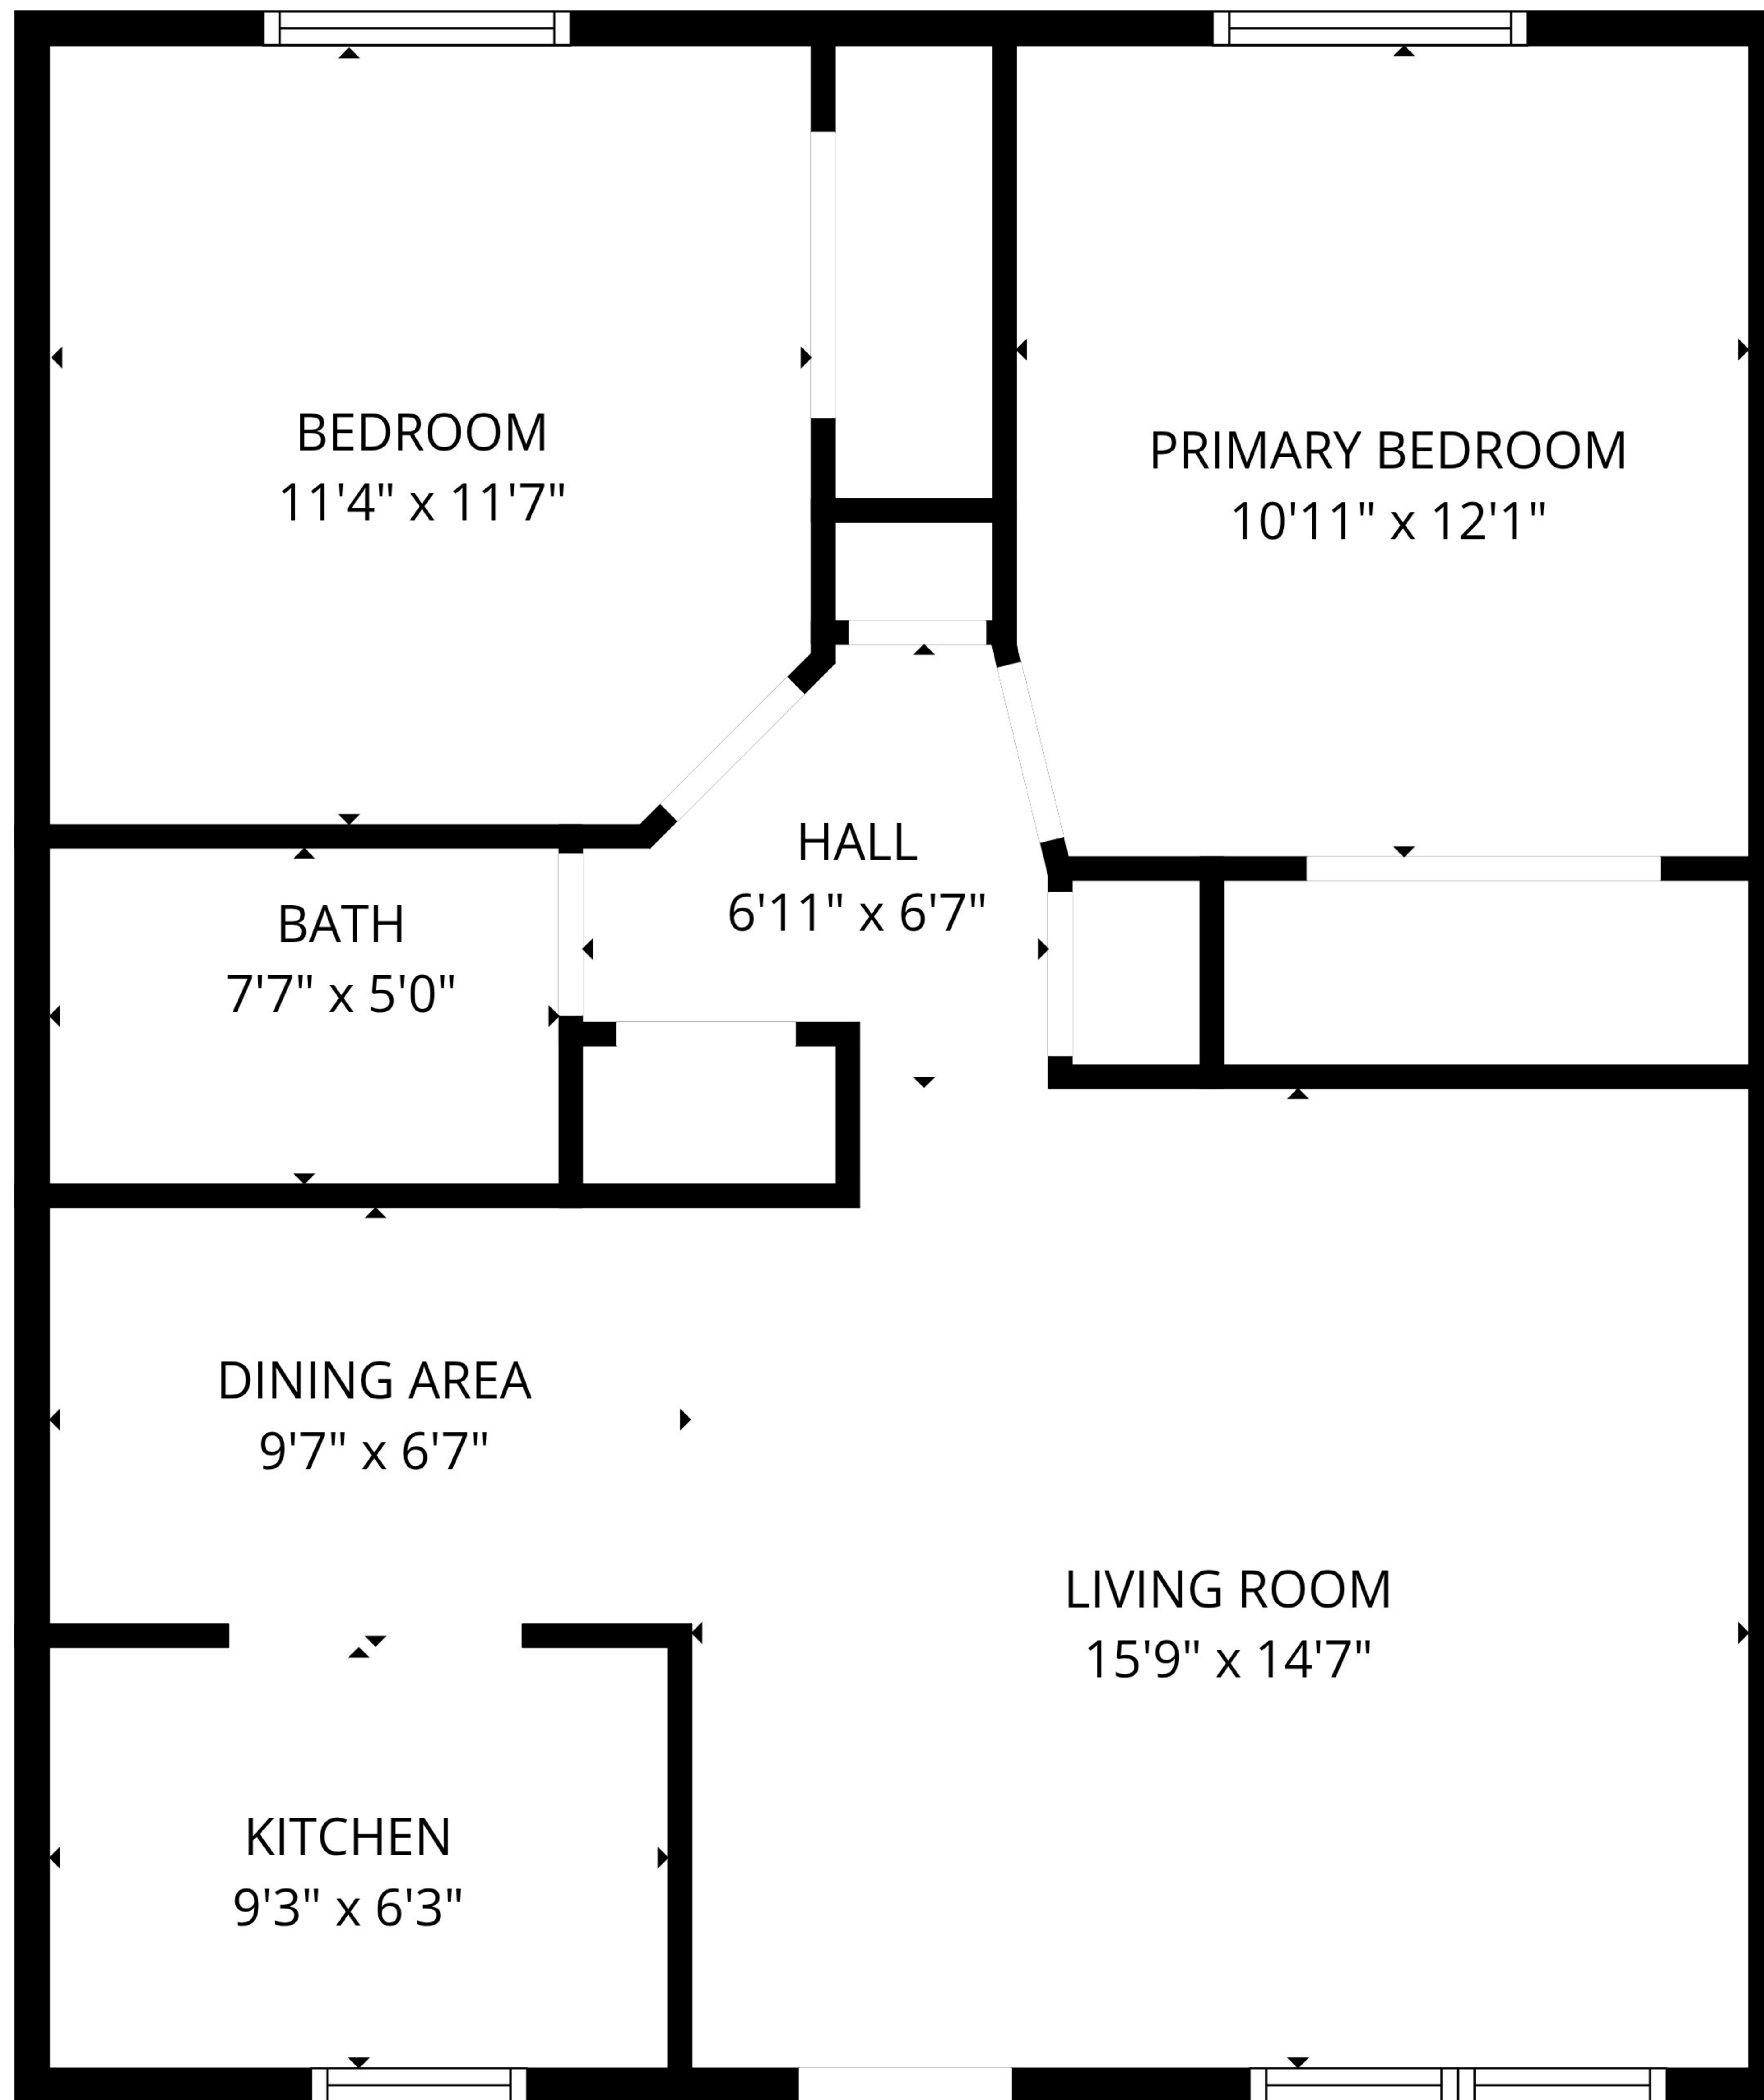 BEDROOM
11'4" x 11'7"
PRIMARY BEDROOM
10'11" x 12'1"
HALL
6'11" x 6'7"
BATH
7'7" x 5'0"
DINING AREA
9'7" x 6'7"
LIVING ROOM
15'9" x 14'7"
KITCHEN
9'3" x 6'3"